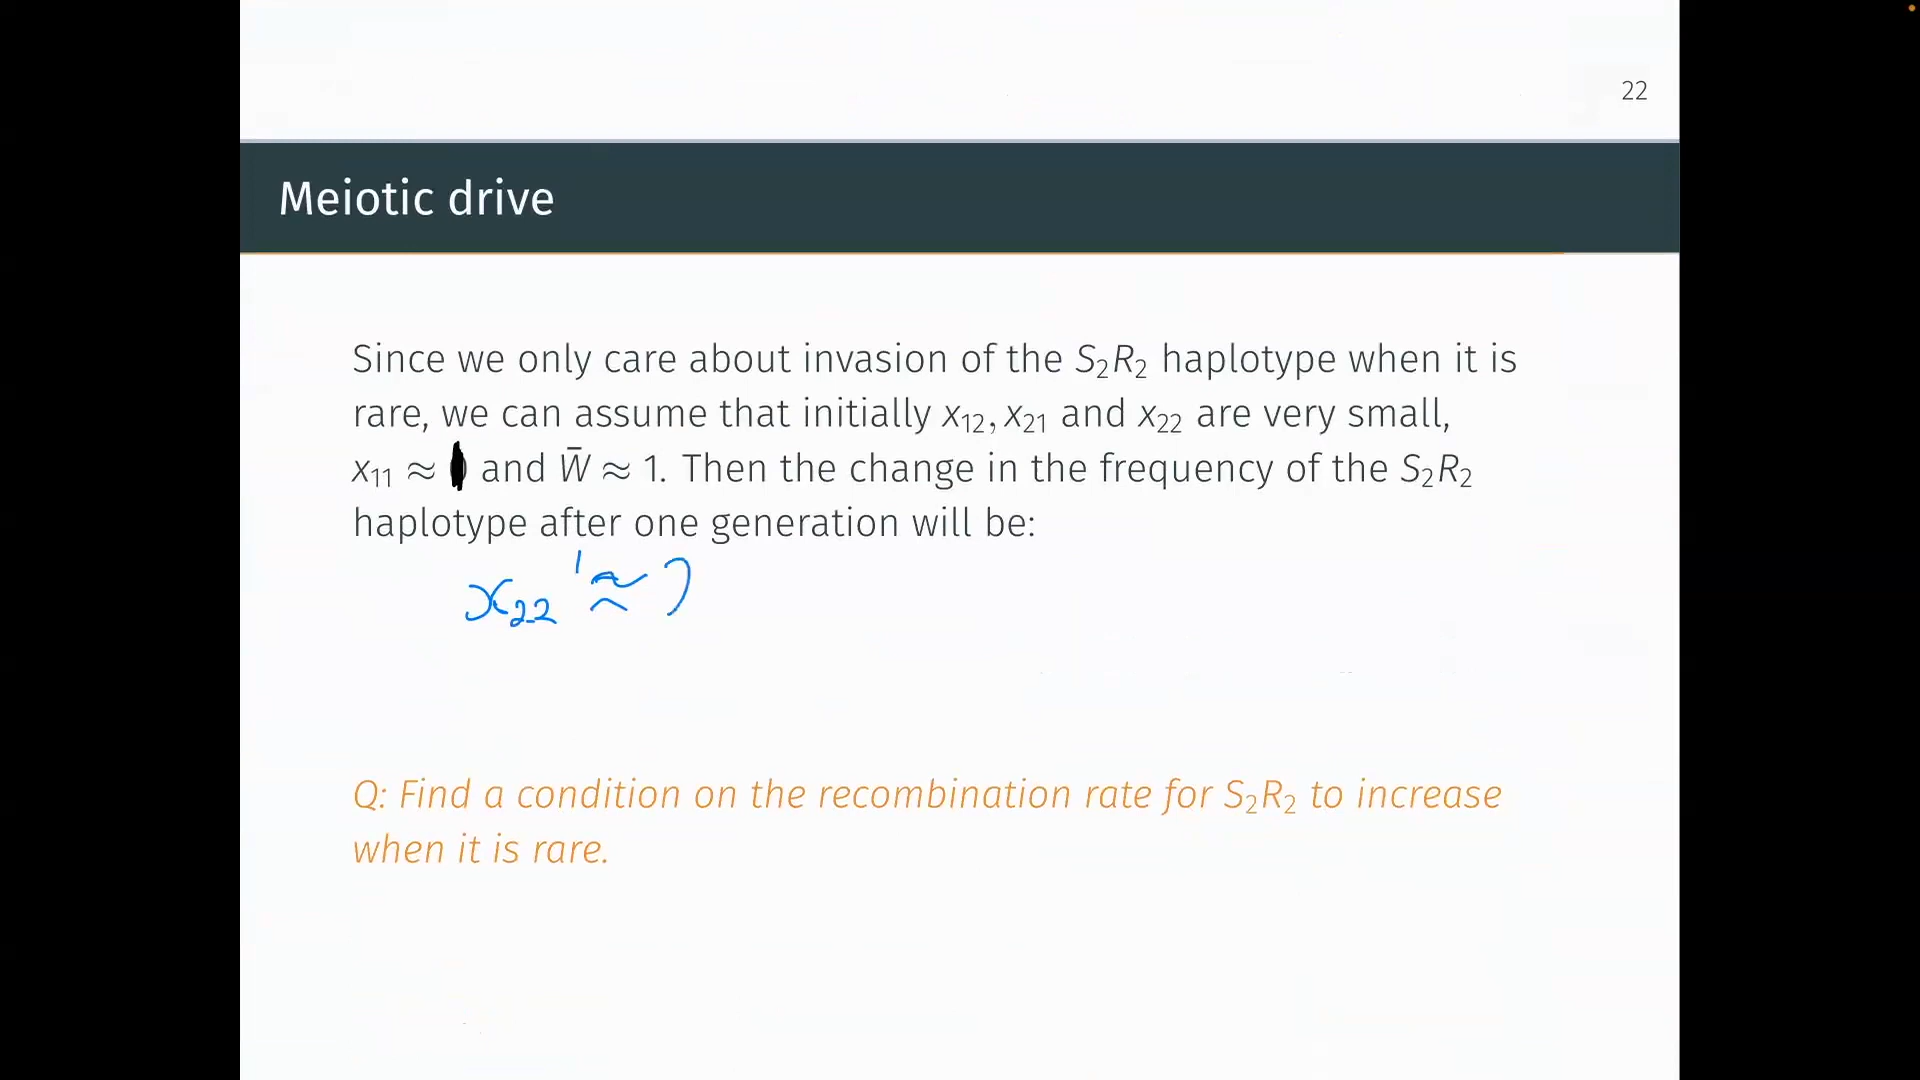 22
Meiotic drive
Since we only care about invasion of the S₂R₂ haplotype when it is
rare, we can assume that initially x₁₂, x₂₁ and x₂₂ are very small,
x₁₁ ≈ and W̄ ≈ 1. Then the change in the frequency of the S₂R₂
haplotype after one generation will be:
x₂₂' ≈
Q: Find a condition on the recombination rate for S₂R₂ to increase
when it is rare.